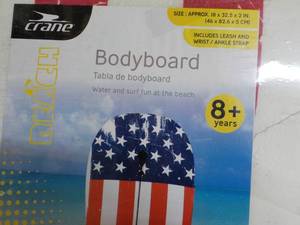 crane
SIZE: APPROX. 18 x 32.5 x 2 IN.
(46 x 82.6 x 5 CM)
INCLUDES LEASH AND
WRIST / ANKLE STRAP
Bodyboard
Tabla de bodyboard
Water and surf fun at the beach
8+
years
BEACH